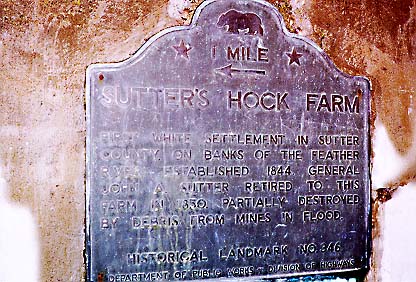 1 MILE
SUTTER'S HOCK FARM
FIRST WHITE SETTLEMENT IN SUTTER
COUNTY. ON BANKS OF THE FEATHER
RIVER ESTABLISHED 1844. GENERAL
JOHN A. SUTTER RETIRED TO THIS
FARM IN 1850. PARTIALLY DESTROYED
BY DEBRIS FROM MINES IN FLOOD.
HISTORICAL LANDMARK NO. 346
DEPARTMENT OF PUBLIC WORKS DIVISION OF HIGHWAYS